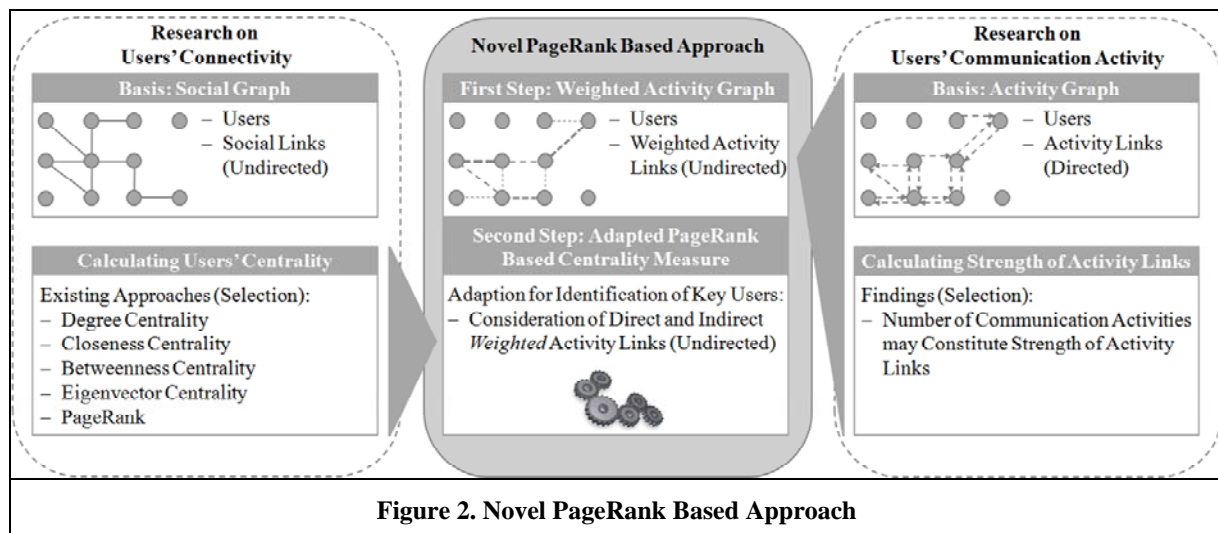 Research on
Users' Connectivity
Basis: Social Graph
– Users
– Social Links
(Undirected)
Calculating Users' Centrality
Existing Approaches (Selection):
– Degree Centrality
– Closeness Centrality
– Betweenness Centrality
– Eigenvector Centrality
– PageRank
Novel PageRank Based Approach
First Step: Weighted Activity Graph
– Users
– Weighted Activity
Links (Undirected)
Second Step: Adapted PageRank
Based Centrality Measure
Adaption for Identification of Key Users:
– Consideration of Direct and Indirect
Weighted Activity Links (Undirected)
Research on
Users' Communication Activity
Basis: Activity Graph
– Users
– Activity Links
(Directed)
Calculating Strength of Activity Links
Findings (Selection):
– Number of Communication Activities
may Constitute Strength of Activity
Links
Figure 2. Novel PageRank Based Approach